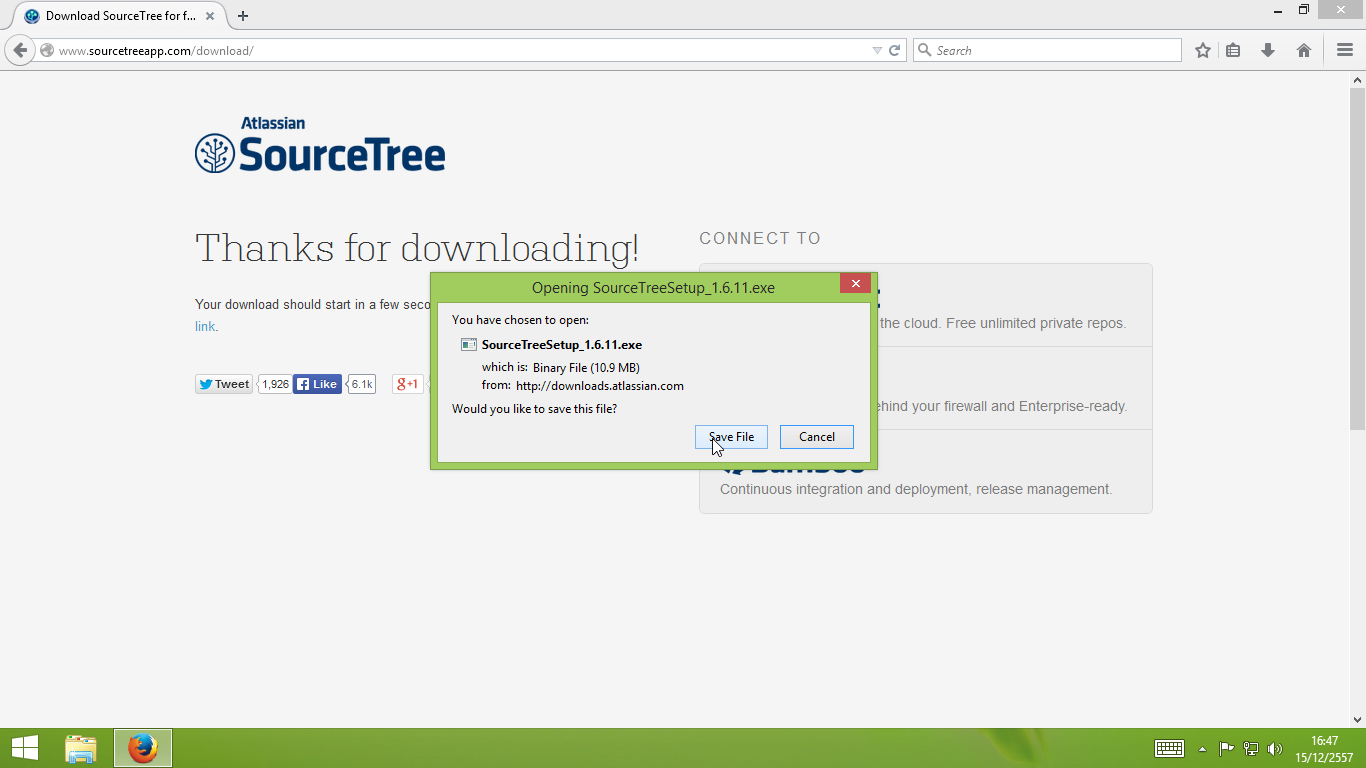 Download SourceTree for f...
www.sourcetreeapp.com/download/
Search
Atlassian
SourceTree
Thanks for downloading!
Your download should start in a few seco
link.
Tweet
1,926
Like
6.1k
g+1
CONNECT TO
the cloud. Free unlimited private repos.
ehind your firewall and Enterprise-ready.
Continuous integration and deployment, release management.
Opening SourceTreeSetup_1.6.11.exe
You have chosen to open:
SourceTreeSetup_1.6.11.exe
which is: Binary File (10.9 MB)
from: http://downloads.atlassian.com
Would you like to save this file?
Save File
Cancel
16:47
15/12/2557